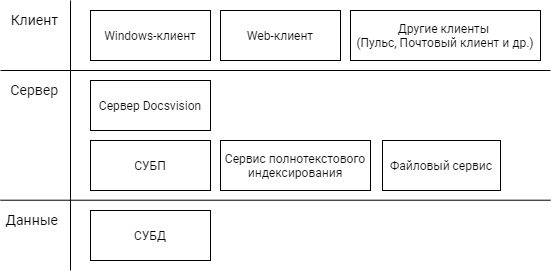 Клиент
Windows-клиент
Web-клиент
Другие клиенты
(Пульс, Почтовый клиент и др.)
Сервер
Сервер Docsvision
СУБП
Сервис полнотекстового
индексирования
Файловый сервис
Данные
СУБД